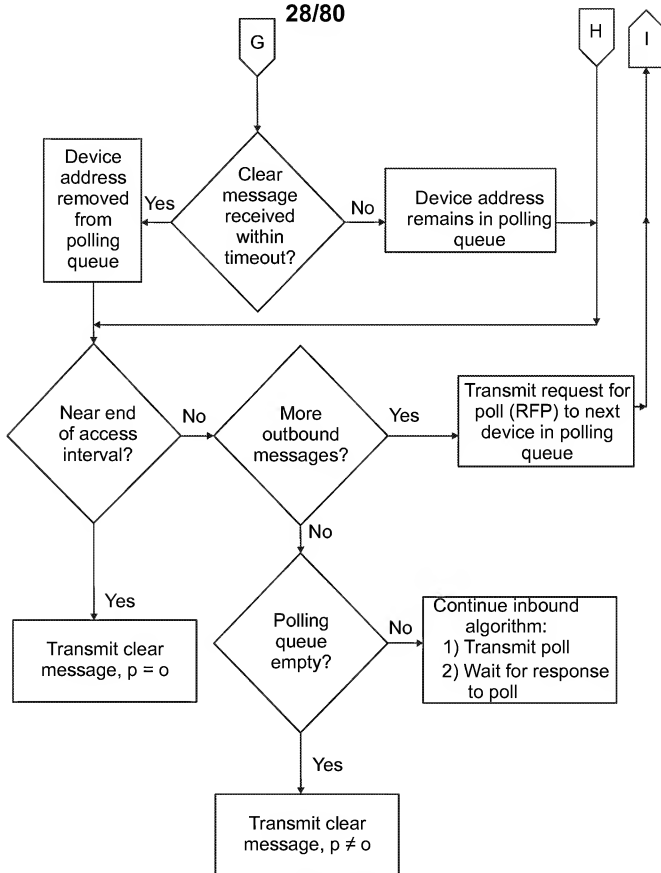 28/80
G
H
I
Device
address
removed
from
polling
queue
Yes
Clear
message
received
within
timeout?
No
Device address
remains in polling
queue
Near end
of access
interval?
No
More
outbound
messages?
Yes
Transmit request for
poll (RFP) to next
device in polling
queue
Yes
No
Transmit clear
message, p = o
Polling
queue
empty?
No
Continue inbound
algorithm:
1) Transmit poll
2) Wait for response
to poll
Yes
Transmit clear
message, p ≠ o